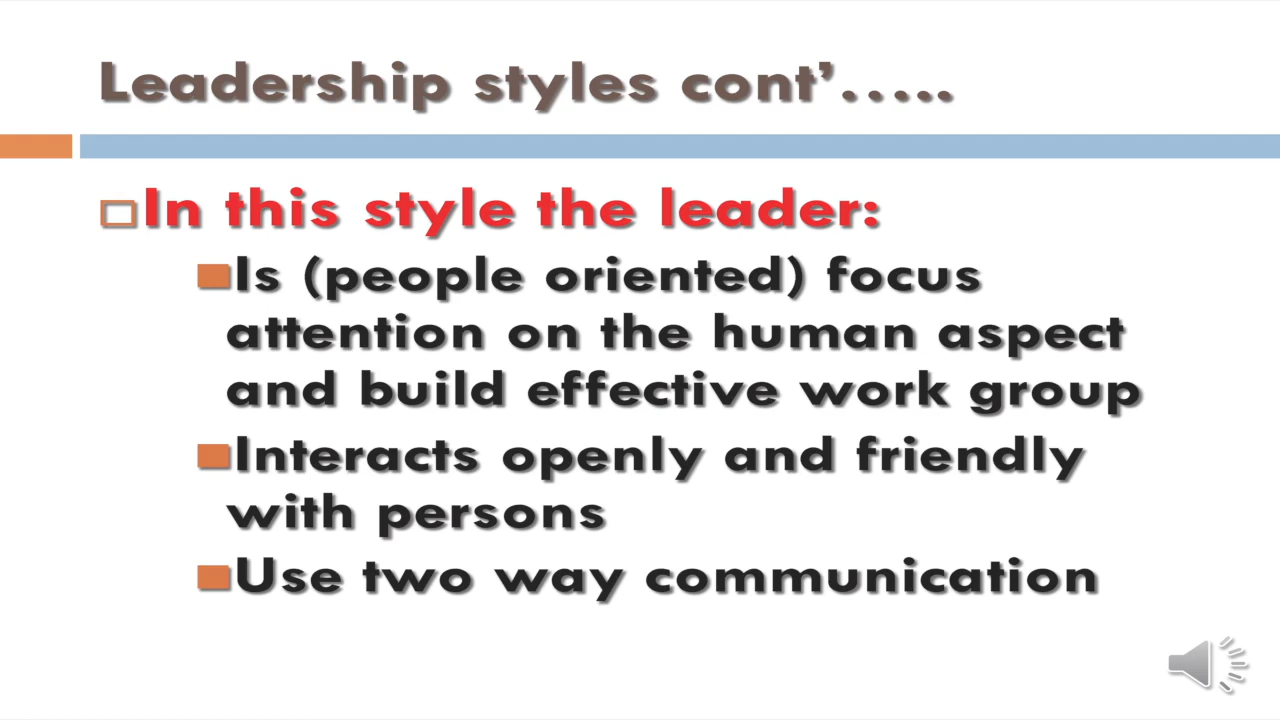 Leadership styles cont’…..
In this style the leader:
Is (people oriented) focus
attention on the human aspect
and build effective work group
Interacts openly and friendly
with persons
Use two way communication